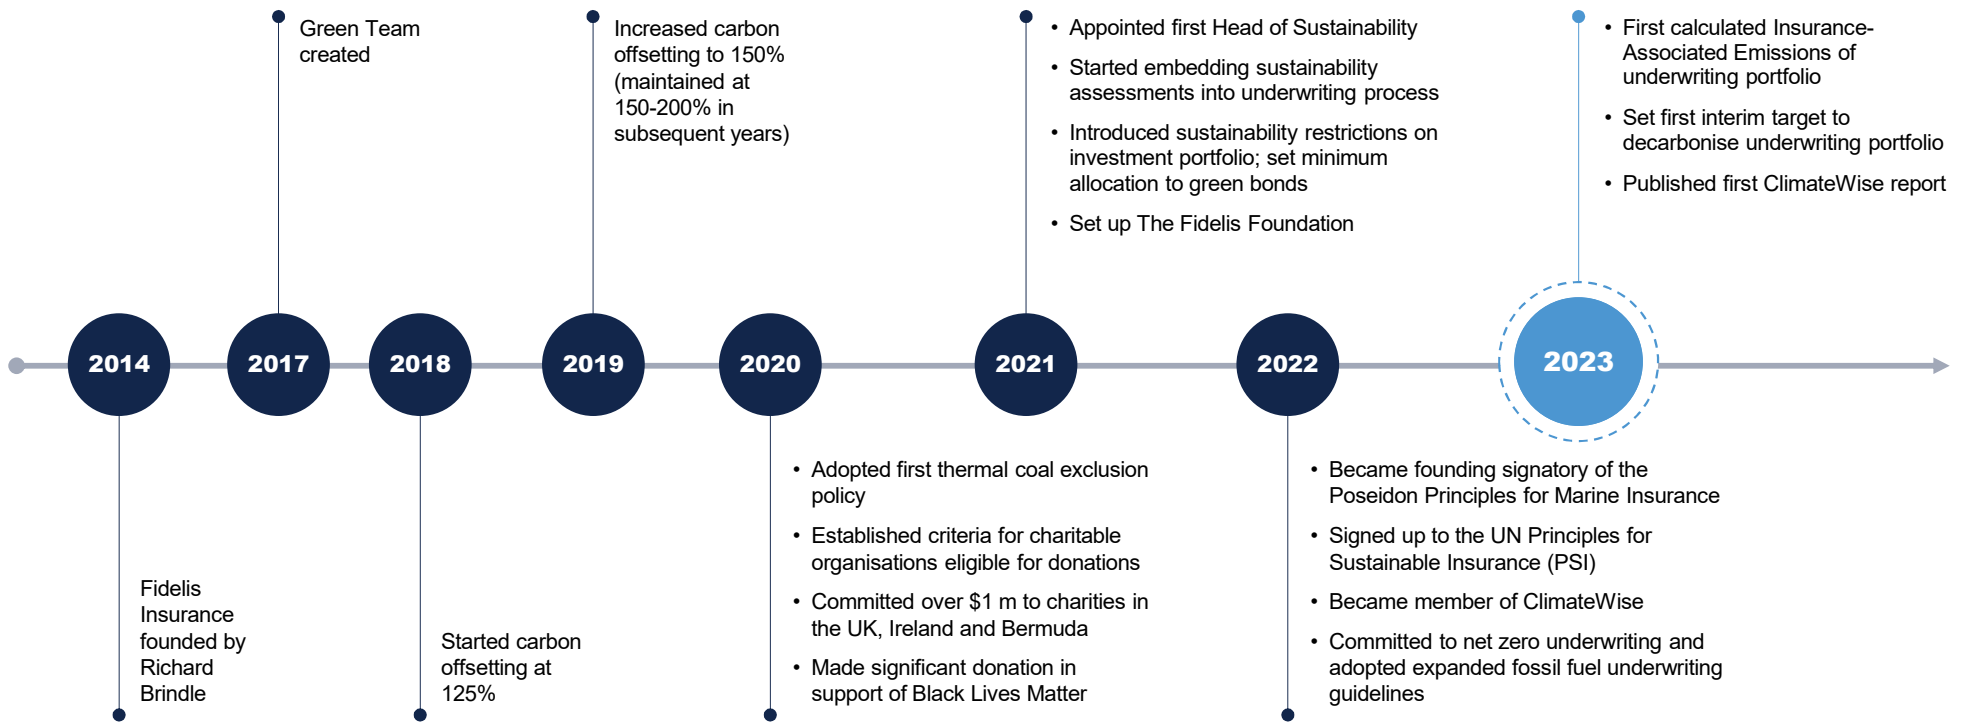 Green Team
created
Increased carbon
offsetting to 150%
(maintained at
150-200% in
subsequent years)
• Appointed first Head of Sustainability
• Started embedding sustainability
assessments into underwriting process
• Introduced sustainability restrictions on
investment portfolio; set minimum
allocation to green bonds
• Set up The Fidelis Foundation
• First calculated Insurance-
Associated Emissions of
underwriting portfolio
• Set first interim target to
decarbonise underwriting portfolio
• Published first ClimateWise report
2014
2017
2018
2019
2020
2021
2022
2023
Fidelis
Insurance
founded by
Richard
Brindle
Started carbon
offsetting at
125%
• Adopted first thermal coal exclusion
policy
• Established criteria for charitable
organisations eligible for donations
• Committed over $1 m to charities in
the UK, Ireland and Bermuda
• Made significant donation in
support of Black Lives Matter
• Became founding signatory of the
Poseidon Principles for Marine Insurance
• Signed up to the UN Principles for
Sustainable Insurance (PSI)
• Became member of ClimateWise
• Committed to net zero underwriting and
adopted expanded fossil fuel underwriting
guidelines